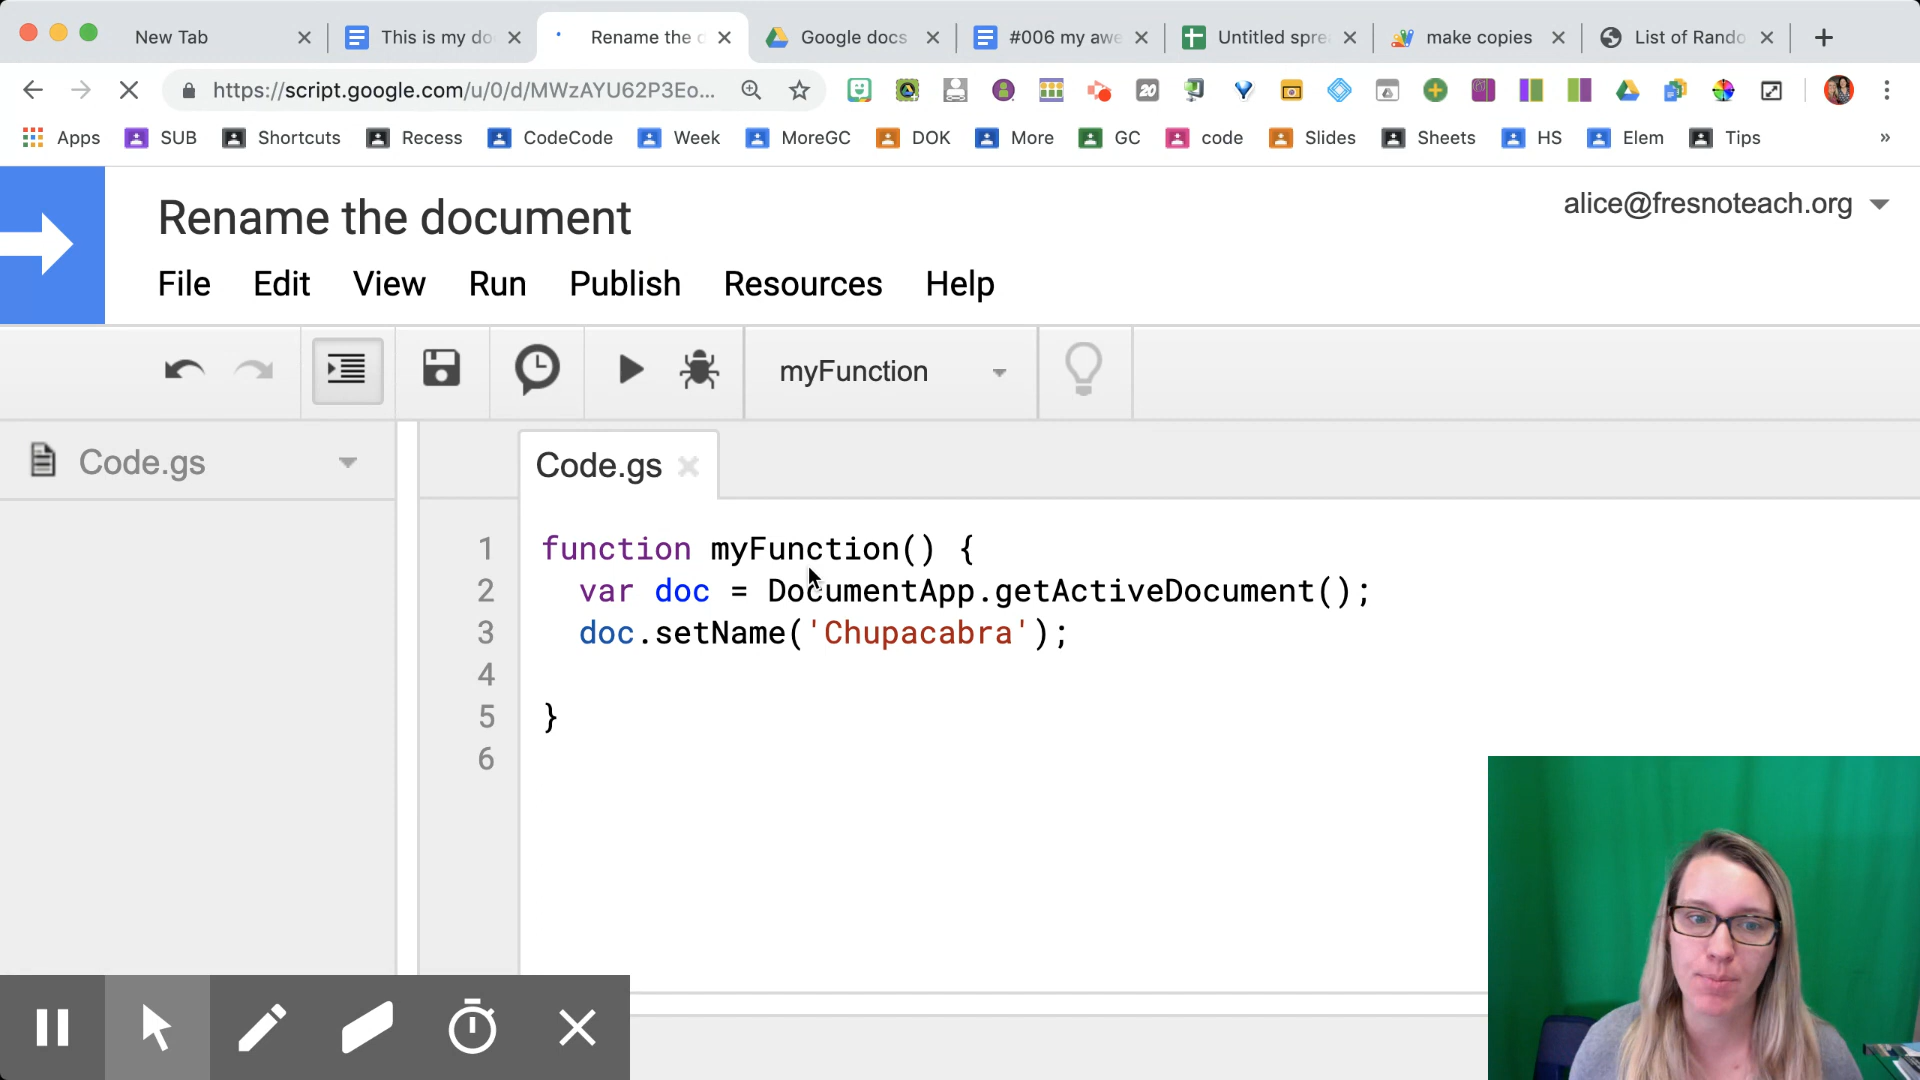 New Tab
This is my do
Rename the d
Google docs
#006 my awe
Untitled spre
make copies
List of Rando
https://script.google.com/u/0/d/MWzAYU62P3Eo...
20
Apps
SUB
Shortcuts
Recess
CodeCode
Week
MoreGC
DOK
More
GC
code
Slides
Sheets
HS
Elem
Tips
»
Rename the document
alice@fresnoteach.org
File Edit View Run Publish Resources Help
myFunction
Code.gs
Code.gs
1 function myFunction() {
2 var doc = DocumentApp.getActiveDocument();
3 doc.setName('Chupacabra');
4
5 }
6